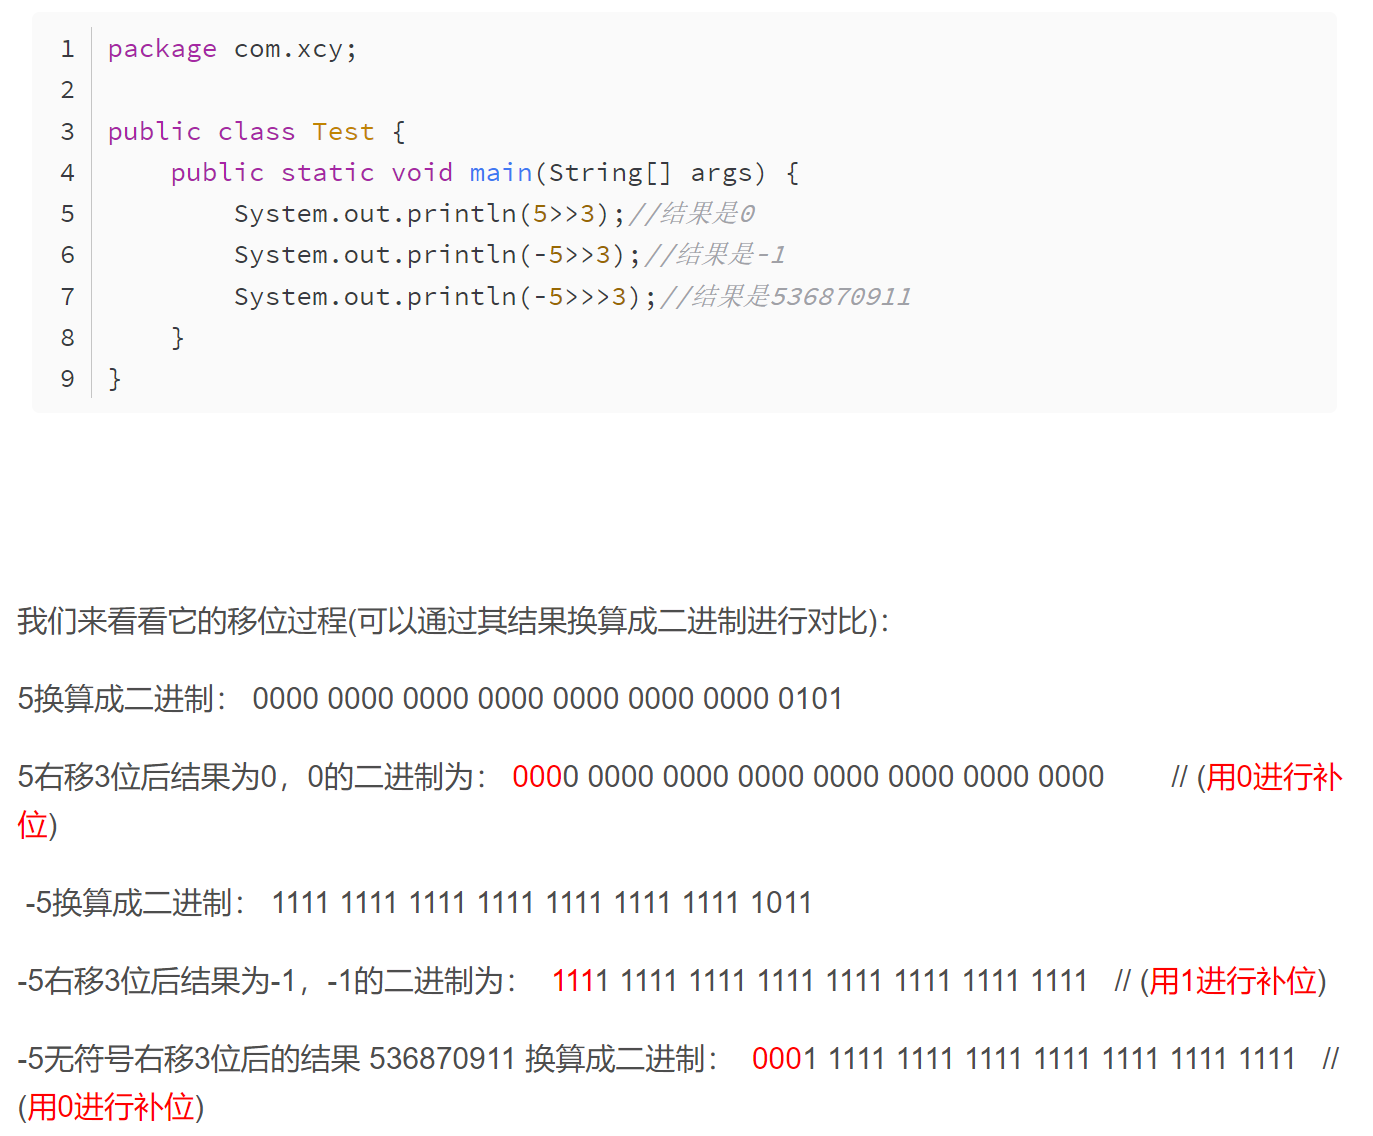 1 package com.xcy;
2
3 public class Test {
4     public static void main(String[] args) {
5         System.out.println(5>>3);//结果是0
6         System.out.println(-5>>3);//结果是-1
7         System.out.println(-5>>>3);//结果是536870911
8     }
9 }
我们来看看它的移位过程(可以通过其结果换算成二进制进行对比)：
5换算成二进制： 0000 0000 0000 0000 0000 0000 0000 0101
5右移3位后结果为0，0的二进制为： 0000 0000 0000 0000 0000 0000 0000 0000 // (用0进行补
位)
-5换算成二进制： 1111 1111 1111 1111 1111 1111 1111 1011
-5右移3位后结果为-1，-1的二进制为： 1111 1111 1111 1111 1111 1111 1111 1111 // (用1进行补位)
-5无符号右移3位后的结果 536870911 换算成二进制： 0001 1111 1111 1111 1111 1111 1111 1111 //
(用0进行补位)